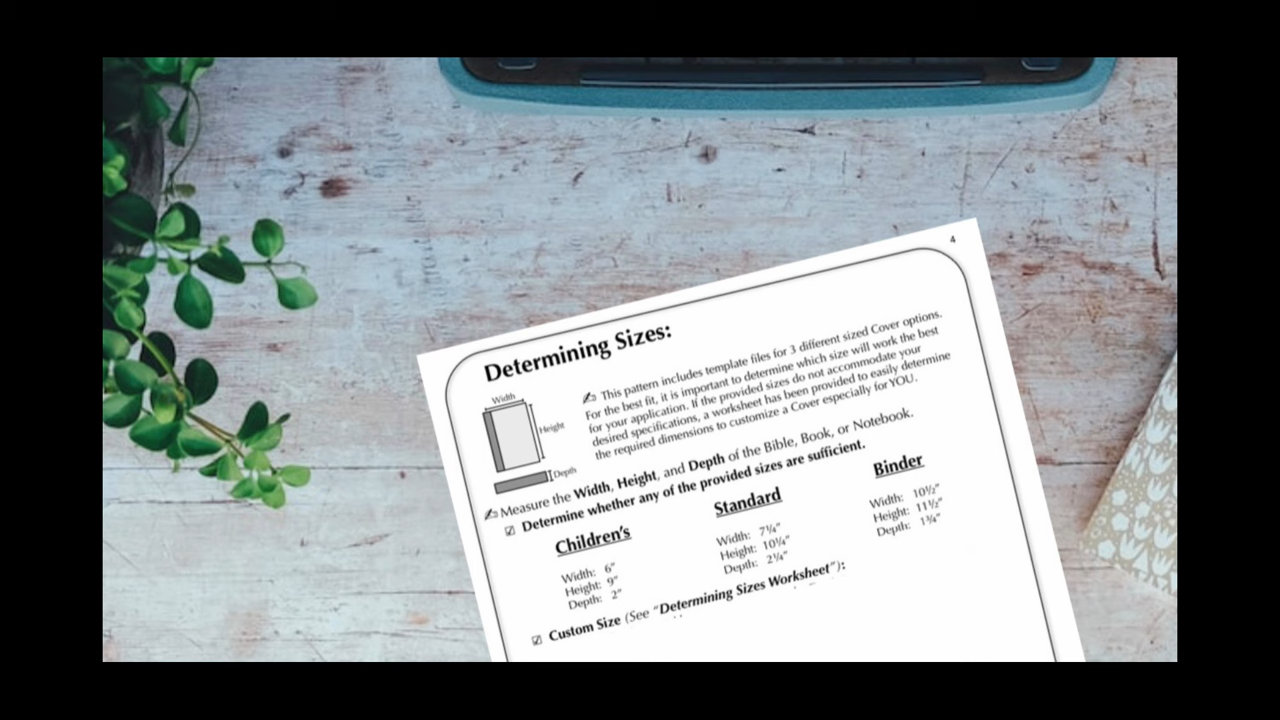 4
Determining Sizes:
Width
Height
Depth
✍ This pattern includes template files for 3 different sized Cover options.
For the best fit, it is important to determine which size will work the best
for your application. If the provided sizes do not accommodate your
desired specifications, a worksheet has been provided to easily determine
the required dimensions to customize a Cover especially for YOU.
✍ Measure the Width, Height, and Depth of the Bible, Book, or Notebook.
☑ Determine whether any of the provided sizes are sufficient.
Children's
Width: 6"
Height: 9"
Depth: 2"
Standard
Width: 7¼"
Height: 10¼"
Depth: 2¼"
Binder
Width: 10½"
Height: 11½"
Depth: 1¾"
☑ Custom Size (See "Determining Sizes Worksheet"):